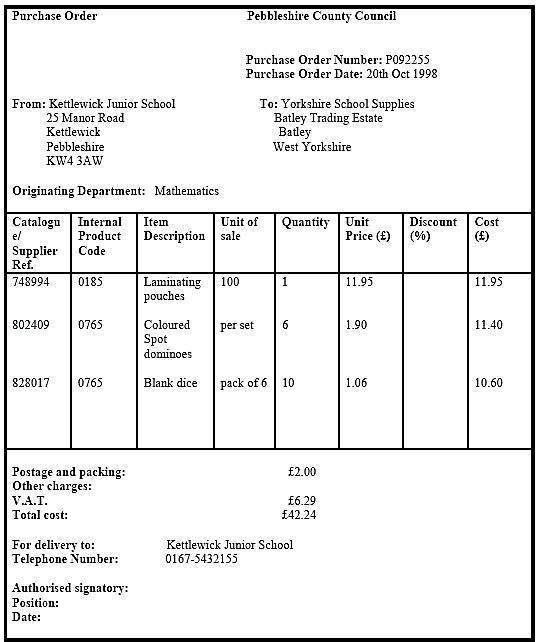 Purchase Order Pebbleshire County Council
Purchase Order Number: P092255
Purchase Order Date: 20th Oct 1998
From: Kettlewick Junior School To: Yorkshire School Supplies
25 Manor Road Batley Trading Estate
Kettlewick Batley
Pebbleshire West Yorkshire
KW4 3AW
Originating Department: Mathematics
Catalogu Internal Item Unit of Quantity Unit Discount Cost
e/ Product Description sale Price (£) (%) (£)
Supplier Code
Ref.
748994 0185 Laminating 100 1 11.95 11.95
pouches
802409 0765 Coloured per set 6 1.90 11.40
Spot
dominoes
828017 0765 Blank dice pack of 6 10 1.06 10.60
Postage and packing: £2.00
Other charges:
V.A.T. £6.29
Total cost: £42.24
For delivery to: Kettlewick Junior School
Telephone Number: 0167-5432155
Authorised signatory:
Position:
Date: